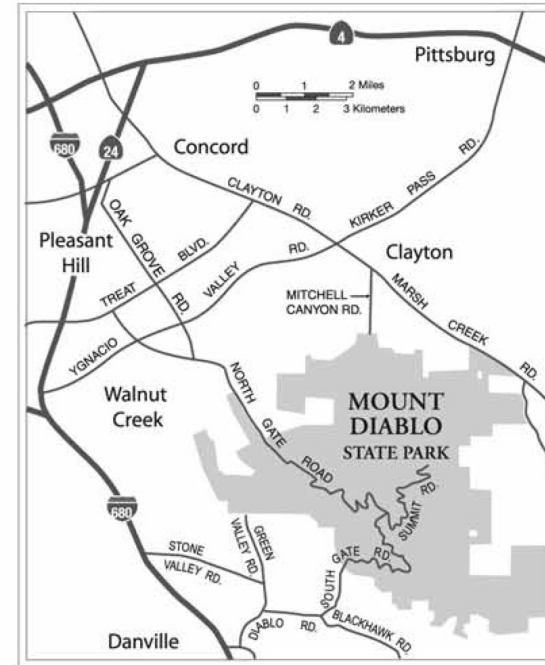 4
Pittsburg
0 1 2 Miles
0 1 2 3 Kilometers
680
24
Concord
CLAYTON RD.
KIRKER PASS RD.
OAK GROVE RD.
Pleasant
Hill
TREAT BLVD.
YGNACIO VALLEY RD.
Clayton
MITCHELL
CANYON RD.
MARSH CREEK RD.
Walnut
Creek
NORTH GATE ROAD
MOUNT
DIABLO
STATE PARK
SUMMIT RD.
680
STONE
VALLEY RD.
GREEN
VALLEY RD.
SOUTH GATE RD.
DIABLO RD.
BLACKHAWK RD.
Danville